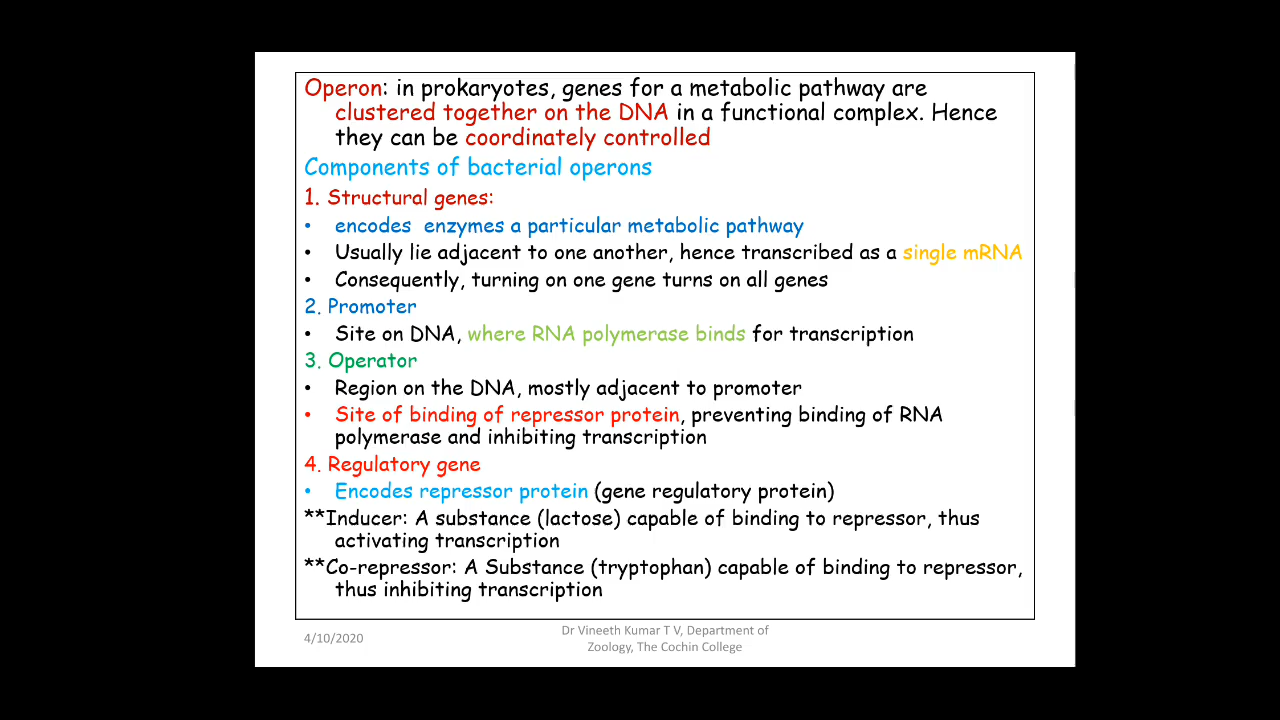 Operon: in prokaryotes, genes for a metabolic pathway are
clustered together on the DNA in a functional complex. Hence
they can be coordinately controlled
Components of bacterial operons
1. Structural genes:
• encodes  enzymes a particular metabolic pathway
• Usually lie adjacent to one another, hence transcribed as a single mRNA
• Consequently, turning on one gene turns on all genes
2. Promoter
• Site on DNA, where RNA polymerase binds for transcription
3. Operator
• Region on the DNA, mostly adjacent to promoter
• Site of binding of repressor protein, preventing binding of RNA
polymerase and inhibiting transcription
4. Regulatory gene
• Encodes repressor protein (gene regulatory protein)
**Inducer: A substance (lactose) capable of binding to repressor, thus
activating transcription
**Co-repressor: A Substance (tryptophan) capable of binding to repressor,
thus inhibiting transcription
4/10/2020
Dr Vineeth Kumar T V, Department of
Zoology, The Cochin College